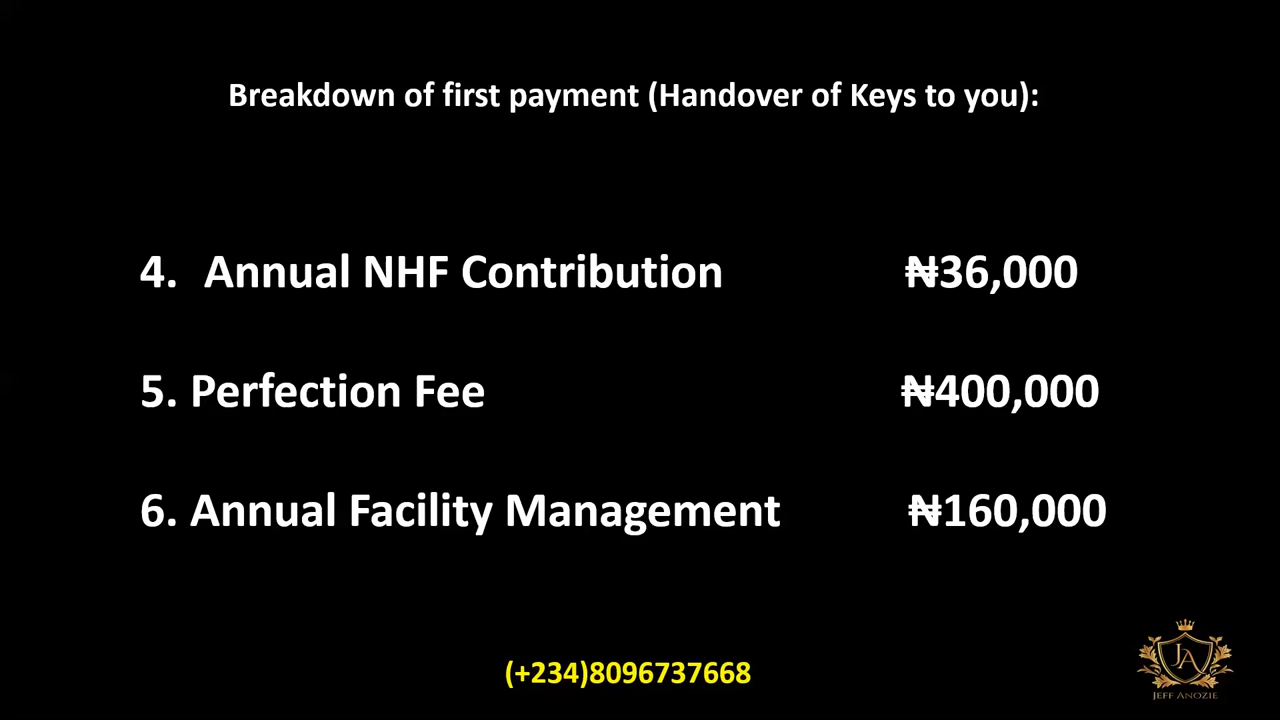 Breakdown of first payment (Handover of Keys to you):
4. Annual NHF Contribution ₦36,000
5. Perfection Fee ₦400,000
6. Annual Facility Management ₦160,000
(+234)8096737668
JA
JEFF ANOZIE